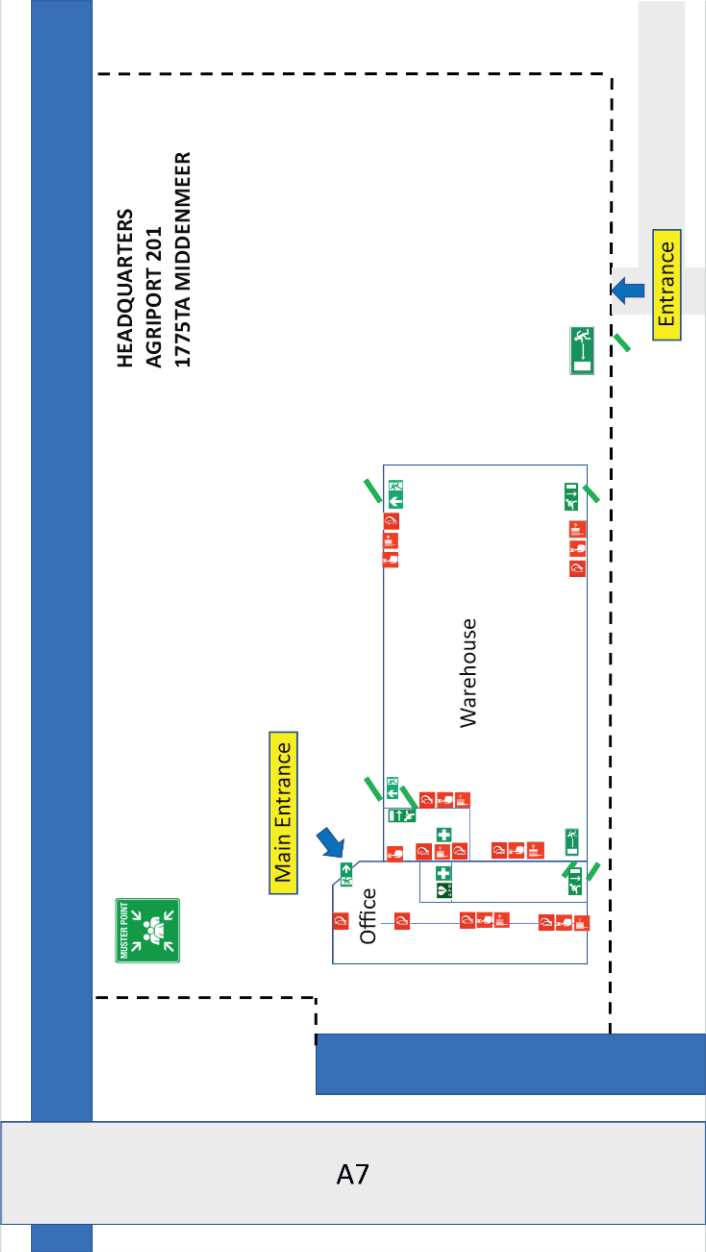 HEADQUARTERS
AGRIPORT 201
1775TA MIDDENMEER
Entrance
Warehouse
Main Entrance
Office
MUSTER POINT
A7